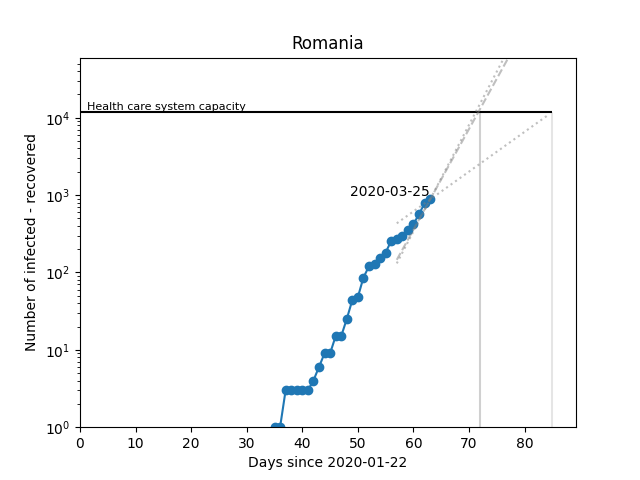 Romania
Number of infected - recovered
10^4
10^3
10^2
10^1
10^0
Health care system capacity
2020-03-25
0 10 20 30 40 50 60 70 80
Days since 2020-01-22